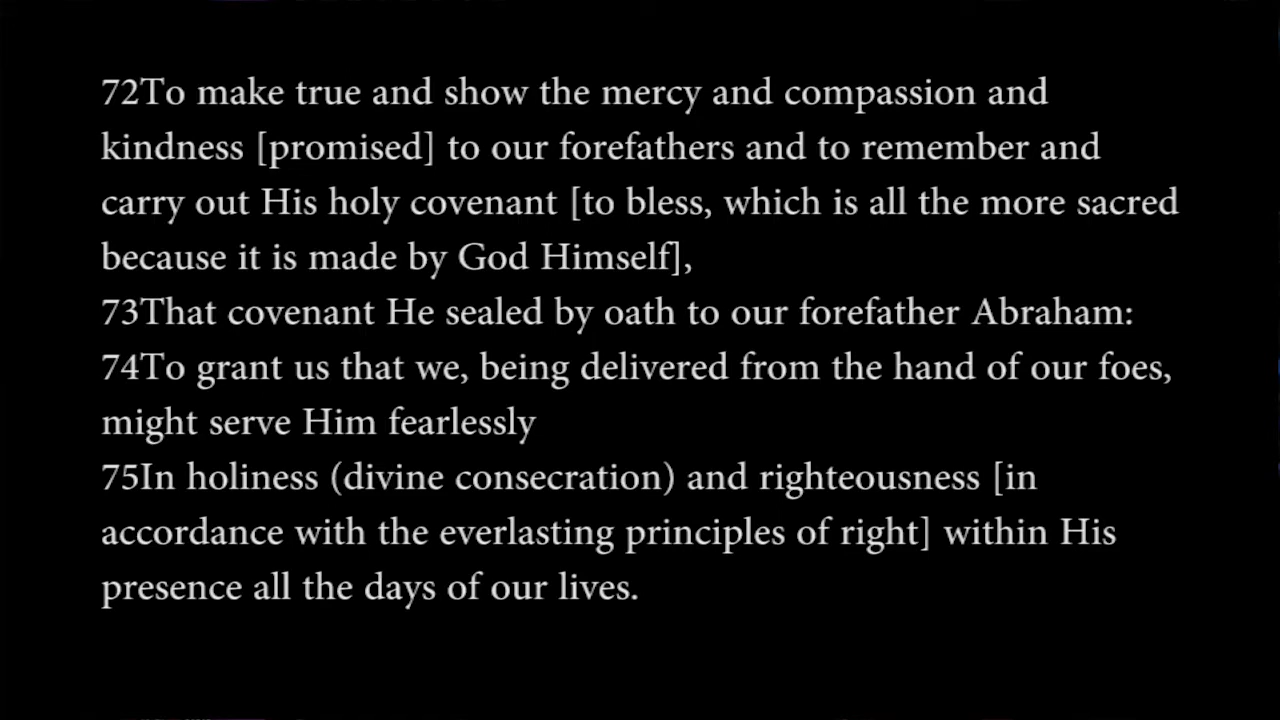 72To make true and show the mercy and compassion and
kindness [promised] to our forefathers and to remember and
carry out His holy covenant [to bless, which is all the more sacred
because it is made by God Himself],
73That covenant He sealed by oath to our forefather Abraham:
74To grant us that we, being delivered from the hand of our foes,
might serve Him fearlessly
75In holiness (divine consecration) and righteousness [in
accordance with the everlasting principles of right] within His
presence all the days of our lives.